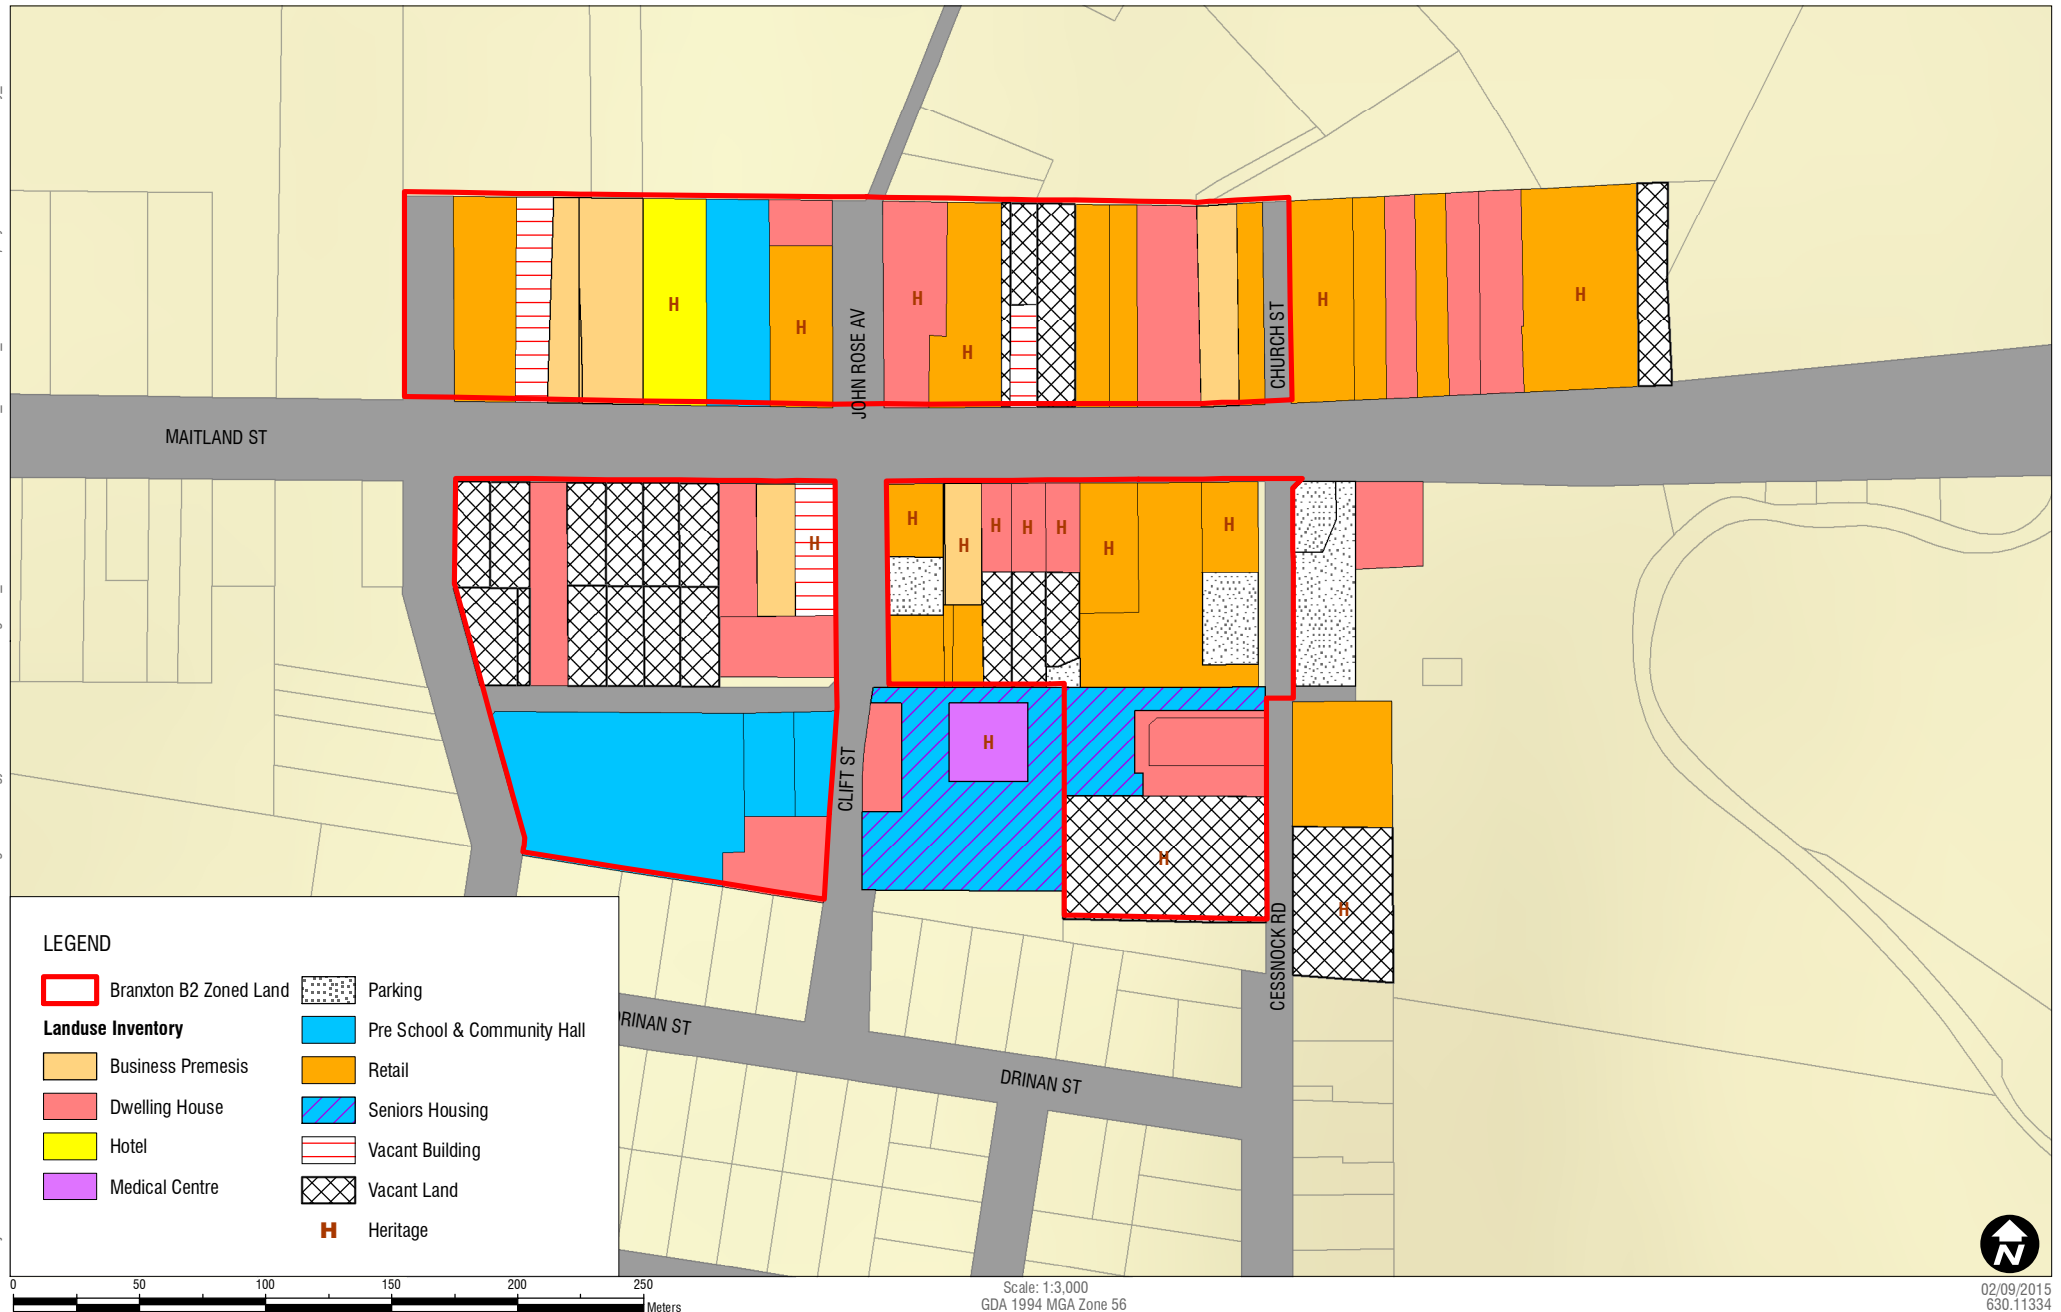 H
H
H
H
H
H
H
JOHN ROSE AV
CHURCH ST
MAITLAND ST
H
H
H
H
H
H
H
H
H
CLIFT ST
H
H
CESSNOCK RD
DRINAN ST
DRINAN ST
LEGEND
Branxton B2 Zoned Land
Landuse Inventory
Business Premesis
Dwelling House
Hotel
Medical Centre
Parking
Pre School & Community Hall
Retail
Seniors Housing
Vacant Building
Vacant Land
H Heritage
N
0 50 100 150 200 250
Meters
Scale: 1:3,000
GDA 1994 MGA Zone 56
02/09/2015
630.11334